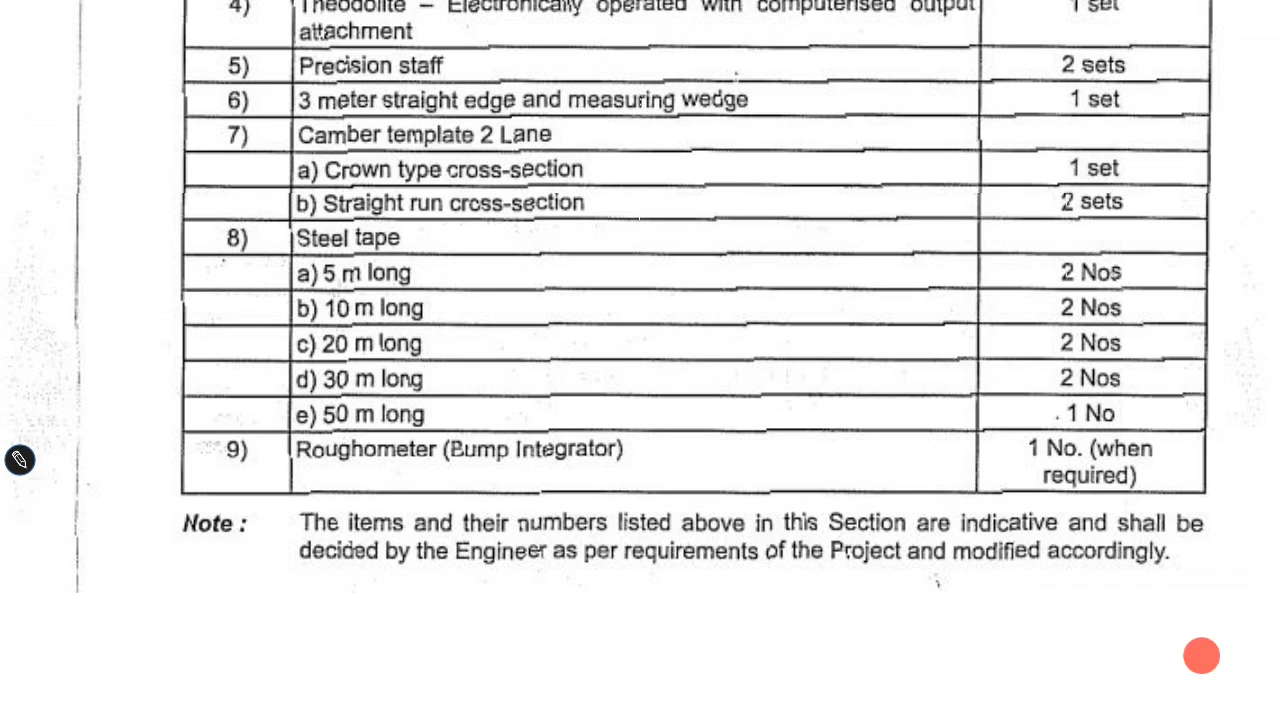 4) Theodolite – Electronically operated with computerised output 1 set
attachment
5) Precision staff 2 sets
6) 3 meter straight edge and measuring wedge 1 set
7) Camber template 2 Lane
a) Crown type cross-section 1 set
b) Straight run cross-section 2 sets
8) Steel tape
a) 5 m long 2 Nos
b) 10 m long 2 Nos
c) 20 m long 2 Nos
d) 30 m long 2 Nos
e) 50 m long 1 No
9) Roughometer (Bump Integrator) 1 No. (when
required)
Note : The items and their numbers listed above in this Section are indicative and shall be
decided by the Engineer as per requirements of the Project and modified accordingly.